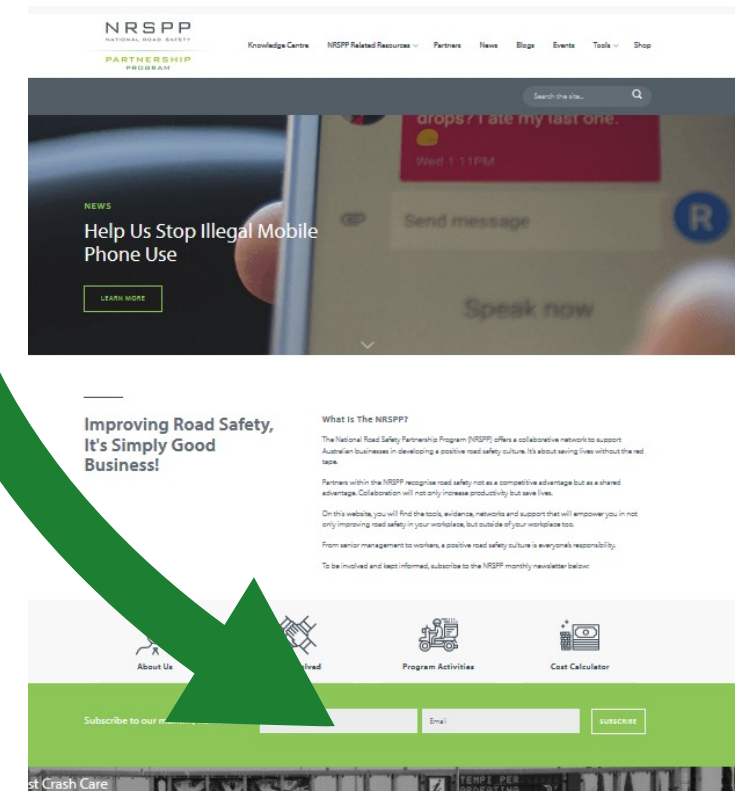 NRSPP
NATIONAL ROAD SAFETY
PARTNERSHIP
PROGRAM
Knowledge Centre NRSPP Related Resources Partners News Blogs Events Tools Shop
Search the site...
drops? I ate my last one.
Wed 1:11PM
Send message
R
Speak now
NEWS
Help Us Stop Illegal Mobile
Phone Use
LEARN MORE
Improving Road Safety,
It's Simply Good
Business!
What Is The NRSPP?
The National Road Safety Partnership Program (NRSPP) offers a collaborative network to support
Australian businesses in developing a positive road safety culture. It's about saving lives without the red
tape.
Partners within the NRSPP recognise road safety not as a competitive advantage but as a shared
advantage. Collaboration will not only increase productivity but save lives.
On this website, you will find the tools, evidence, networks and support that will empower you in not
only improving road safety in your workplace, but outside of your workplace too.
From senior management to workers, a positive road safety culture is everyone's responsibility.
To be involved and kept informed, subscribe to the NRSPP monthly newsletter below:
About Us
Program Activities
Cost Calculator
Subscribe to our
Email
SUBSCRIBE
st Crash Care
TEMPI PER